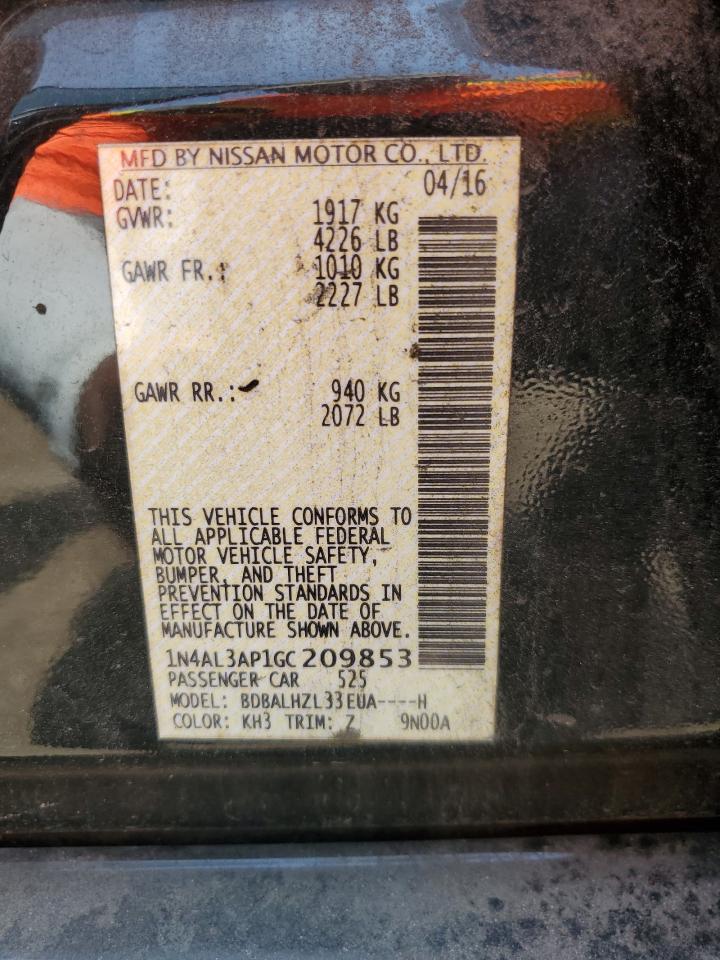 MFD BY NISSAN MOTOR CO., LTD.
DATE: 04/16
GVWR: 1917 KG
4226 LB
GAWR FR.: 1010 KG
2227 LB
GAWR RR.: 940 KG
2072 LB
THIS VEHICLE CONFORMS TO
ALL APPLICABLE FEDERAL
MOTOR VEHICLE SAFETY,
BUMPER, AND THEFT
PREVENTION STANDARDS IN
EFFECT ON THE DATE OF
MANUFACTURE SHOWN ABOVE.
1N4AL3AP1GC209853
PASSENGER CAR 525
MODEL: BDBALHZL33EUA----H
COLOR: KH3 TRIM: Z 9N00A